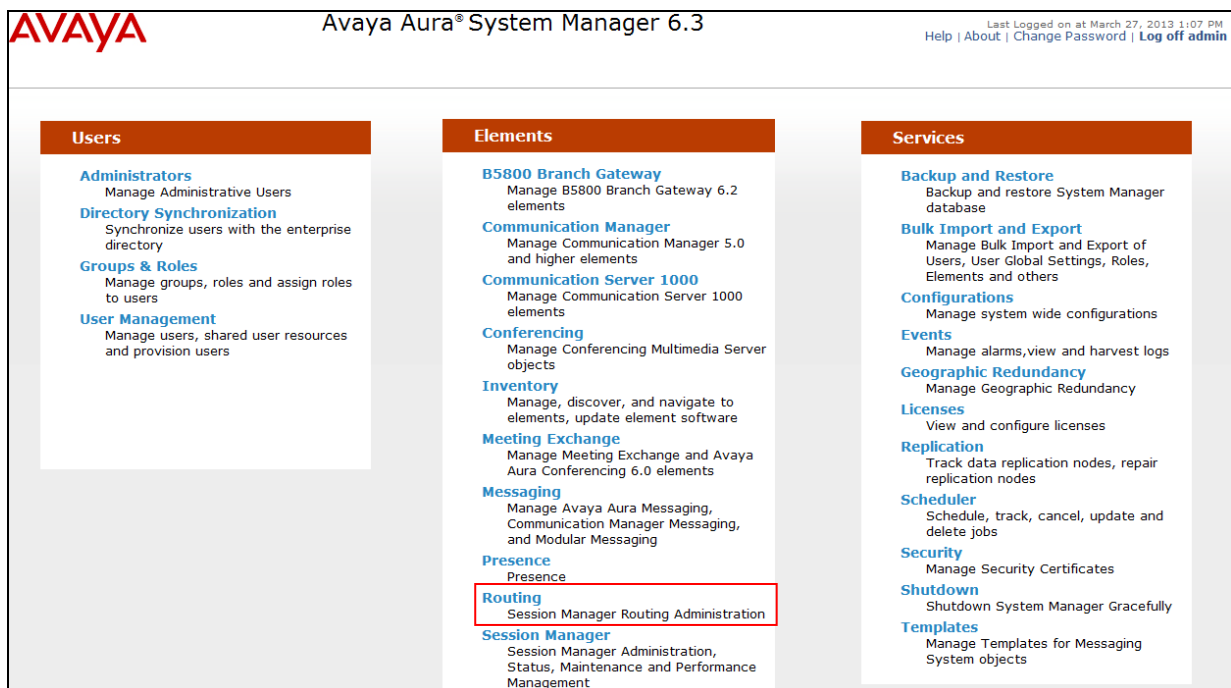 AVAYA
Avaya Aura® System Manager 6.3
Last Logged on at March 27, 2013 1:07 PM
Help | About | Change Password | Log off admin
Users
Administrators
Manage Administrative Users
Directory Synchronization
Synchronize users with the enterprise
directory
Groups & Roles
Manage groups, roles and assign roles
to users
User Management
Manage users, shared user resources
and provision users
Elements
B5800 Branch Gateway
Manage B5800 Branch Gateway 6.2
elements
Communication Manager
Manage Communication Manager 5.0
and higher elements
Communication Server 1000
Manage Communication Server 1000
elements
Conferencing
Manage Conferencing Multimedia Server
objects
Inventory
Manage, discover, and navigate to
elements, update element software
Meeting Exchange
Manage Meeting Exchange and Avaya
Aura Conferencing 6.0 elements
Messaging
Manage Avaya Aura Messaging,
Communication Manager Messaging,
and Modular Messaging
Presence
Presence
Routing
Session Manager Routing Administration
Session Manager
Session Manager Administration,
Status, Maintenance and Performance
Management
Services
Backup and Restore
Backup and restore System Manager
database
Bulk Import and Export
Manage Bulk Import and Export of
Users, User Global Settings, Roles,
Elements and others
Configurations
Manage system wide configurations
Events
Manage alarms,view and harvest logs
Geographic Redundancy
Manage Geographic Redundancy
Licenses
View and configure licenses
Replication
Track data replication nodes, repair
replication nodes
Scheduler
Schedule, track, cancel, update and
delete jobs
Security
Manage Security Certificates
Shutdown
Shutdown System Manager Gracefully
Templates
Manage Templates for Messaging
System objects